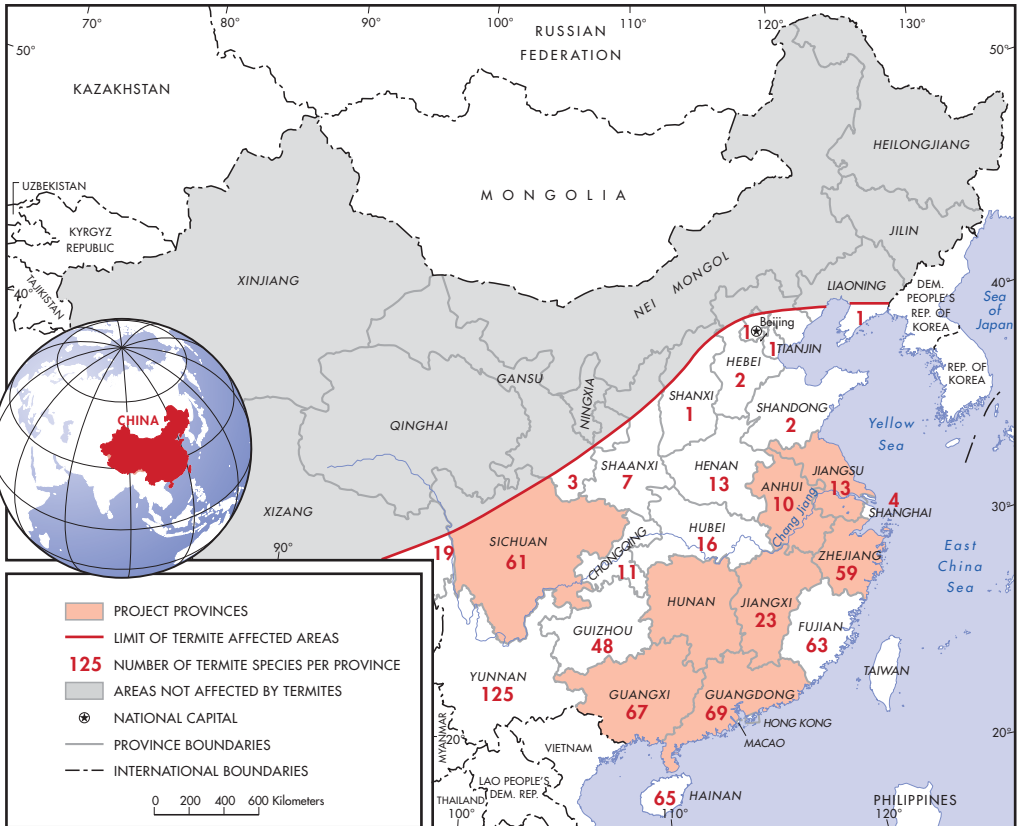 70°
80°
90°
100°
110°
120°
130°
RUSSIAN
FEDERATION
50°
50°
KAZAKHSTAN
HEILONGJIANG
UZBEKISTAN
MONGOLIA
KYRGYZ
REPUBLIC
JILIN
TAJIKISTAN
40°
XINJIANG
NEI MONGOL
LIAONING
40°
DEM.
PEOPLE'S
REP. OF
KOREA
Sea
of
Japan
1
Beijing
1
1
TIANJIN
HEBEI
2
REP. OF
KOREA
GANSU
NINGXIA
SHANXI
1
SHANDONG
2
CHINA
QINGHAI
Yellow
Sea
3
SHAANXI
7
HENAN
13
JIANGSU
13
ANHUI
10
4
SHANGHAI
30°
XIZANG
Chang Jiang
90°
19
SICHUAN
61
CHONGQING
11
HUBEI
16
ZHEJIANG
59
East
China
Sea
HUNAN
JIANGXI
23
FUJIAN
63
GUIZHOU
48
TAIWAN
YUNNAN
125
GUANGXI
67
GUANGDONG
69
HONG KONG
MACAO
MYANMAR
20°
20°
VIETNAM
LAO PEOPLE'S
DEM. REP.
THAILAND
100°
65
HAINAN
110°
PHILIPPINES
120°
PROJECT PROVINCES
LIMIT OF TERMITE AFFECTED AREAS
125 NUMBER OF TERMITE SPECIES PER PROVINCE
AREAS NOT AFFECTED BY TERMITES
NATIONAL CAPITAL
PROVINCE BOUNDARIES
INTERNATIONAL BOUNDARIES
0 200 400 600 Kilometers